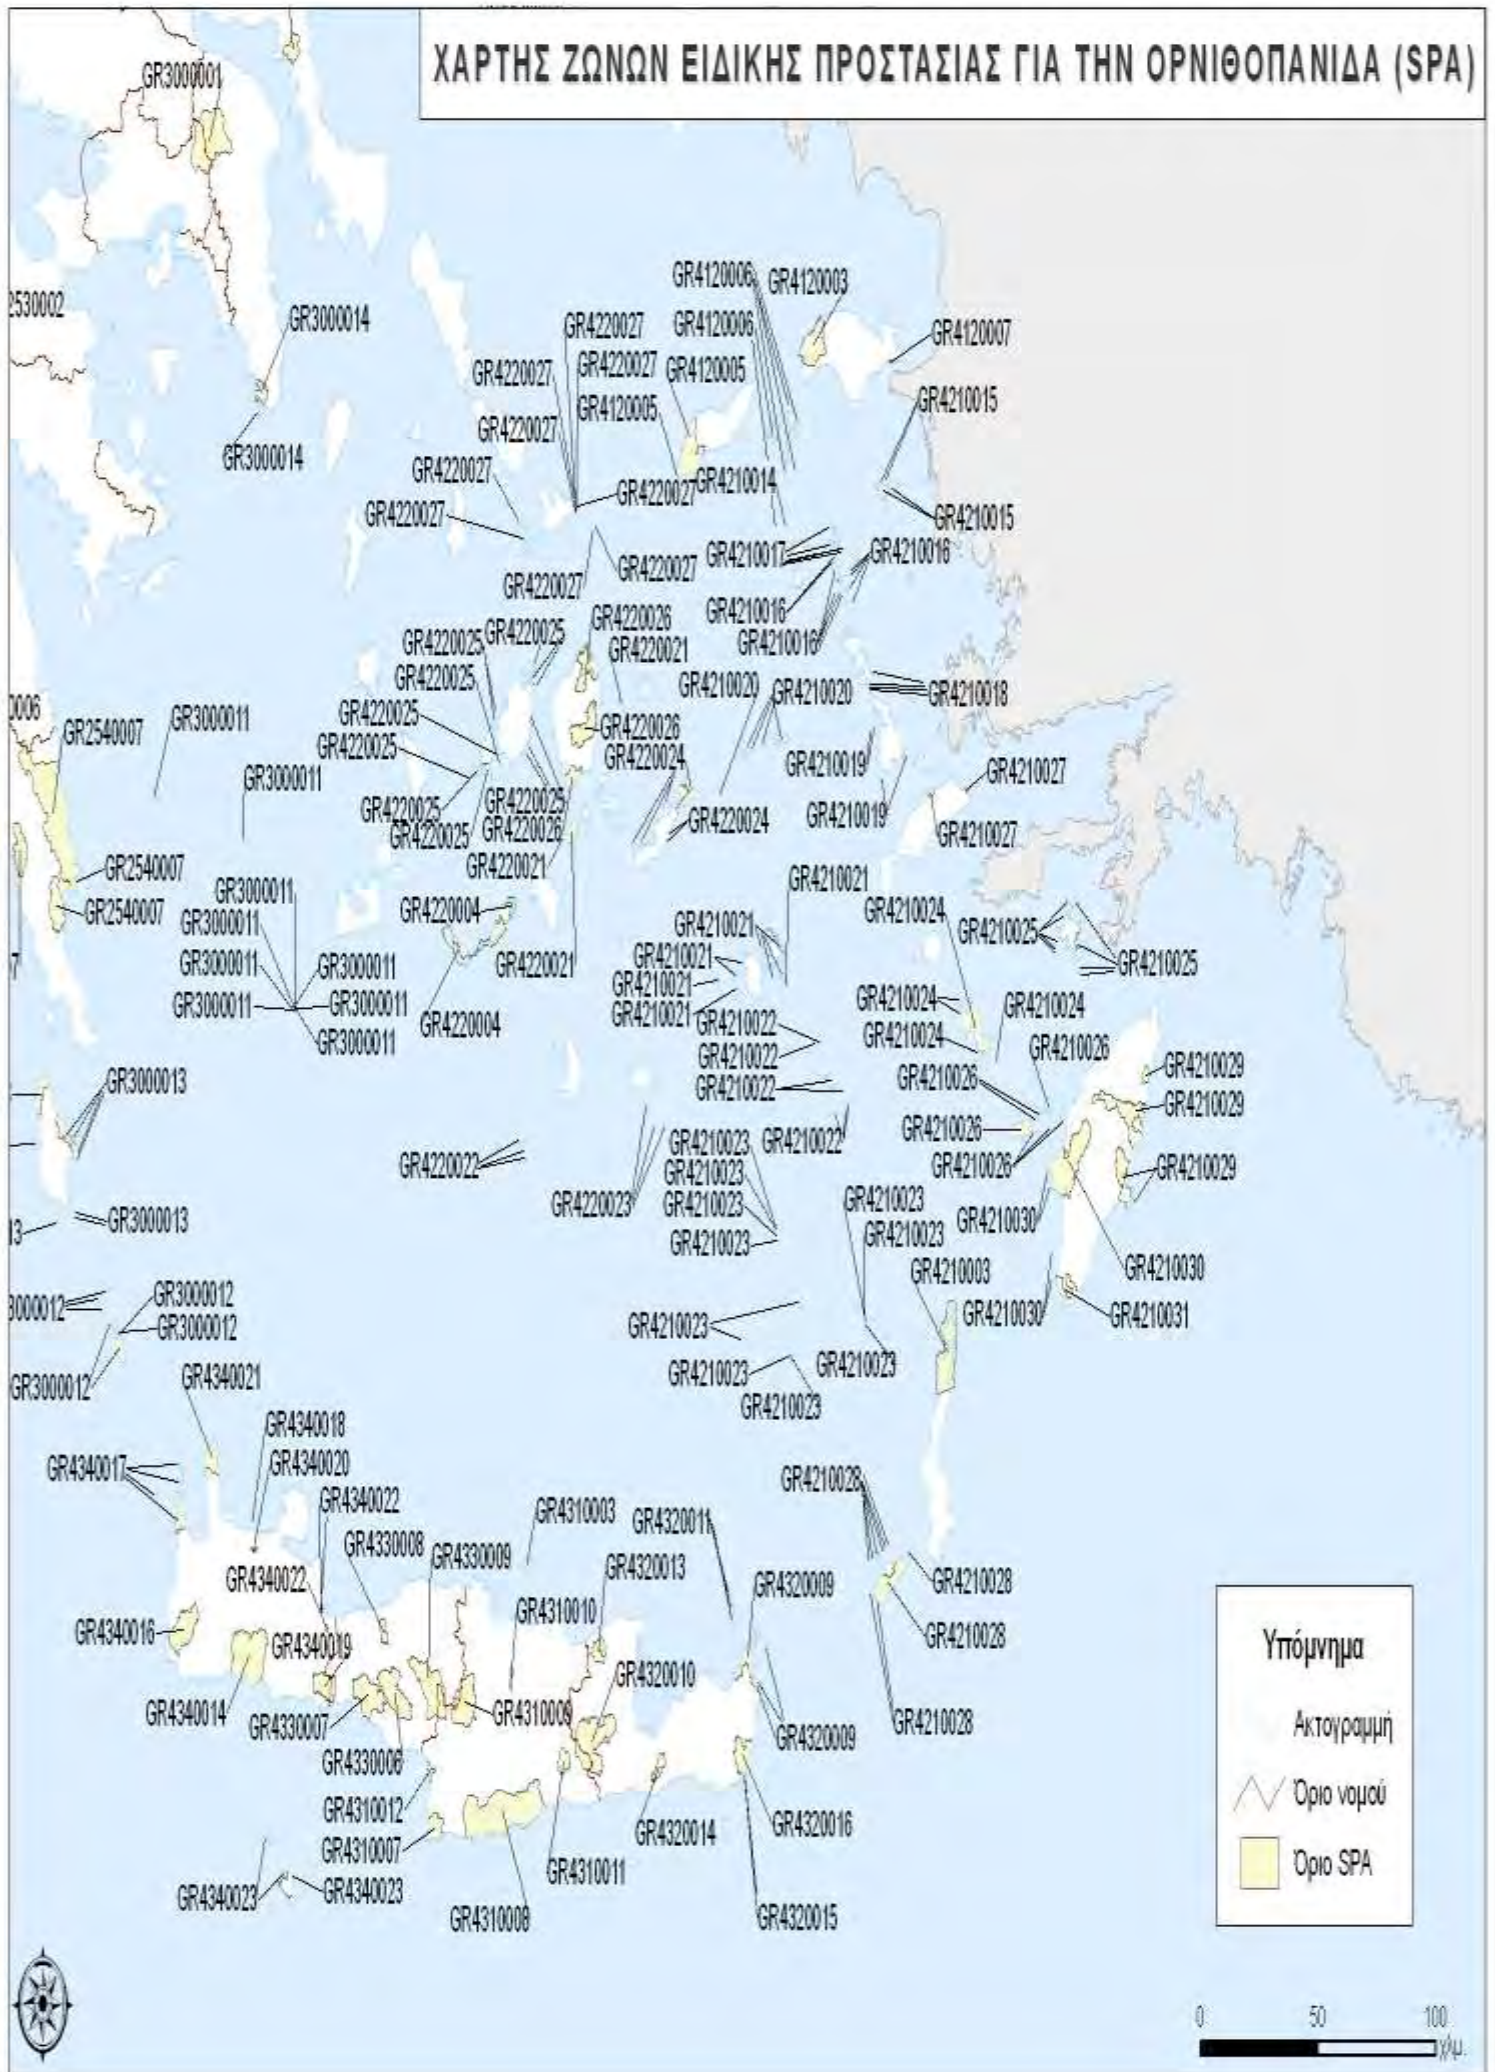 ΧΑΡΤΗΣ ΖΩΝΩΝ ΕΙΔΙΚΗΣ ΠΡΟΣΤΑΣΙΑΣ ΓΙΑ ΤΗΝ ΟΡΝΙΘΟΠΑΝΙΔΑ (SPA)
GR3000001
GR4120006
GR4120003
2530002
GR3000014
GR4220027
GR4120006
GR4120007
GR4220027
GR4220027
GR4120005
GR4120005
GR4210015
GR4220027
GR3000014
GR4220027
GR4220027
GR4210014
GR4220027
GR4210015
GR4210017
GR4210016
GR4220027
GR4220027
GR4210016
GR4220026
GR4220025
GR4220025
GR4210016
GR4220021
GR4220025
GR4210020
GR4210020
GR4210018
0006
GR2540007
GR3000011
GR4220025
GR4220026
GR4220025
GR4220024
GR4210019
GR4210027
GR3000011
GR4220025
GR4220025
GR4210019
GR4220025
GR4220026
GR4220024
GR4210027
GR2540007
GR4220021
GR4210021
GR3000011
GR2540007
GR4220004
GR4210024
GR3000011
GR4210021
GR4210025
GR3000011
GR3000011
GR4220021
GR4210021
GR4210025
GR4210021
GR3000011
GR3000011
GR4210024
GR4210024
GR4220004
GR4210021
GR4210022
GR4210024
GR3000011
GR4210022
GR4210026
GR3000013
GR4210022
GR4210026
GR4210029
GR4210029
GR4210026
GR4220022
GR4210023
GR4210022
GR4210026
GR4210023
GR4210029
GR4220023
GR4210023
GR4210023
GR3000013
13
GR4210023
GR4210023
GR4210030
GR4210003
GR4210030
3000012
GR3000012
GR3000012
GR4210023
GR4210030
GR4210031
GR3000012
GR4340021
GR4210023
GR4210023
GR4210023
GR4340018
GR4340017
GR4340020
GR4210028
GR4340022
GR4310003
GR4320011
GR4330008
GR4330009
GR4320013
GR4340022
GR4320009
GR4210028
GR4340016
GR4340019
GR4310010
GR4210028
GR4320010
GR4340014
GR4330007
GR4310009
GR4320009
GR4210028
GR4330006
GR4310012
GR4320014
GR4320016
GR4310007
GR4310011
GR4340023
GR4340023
GR4310008
GR4320015
Υπόμνημα
Ακτογραμμή
Όριο νομού
Όριο SPA
0 50 100
χλμ.